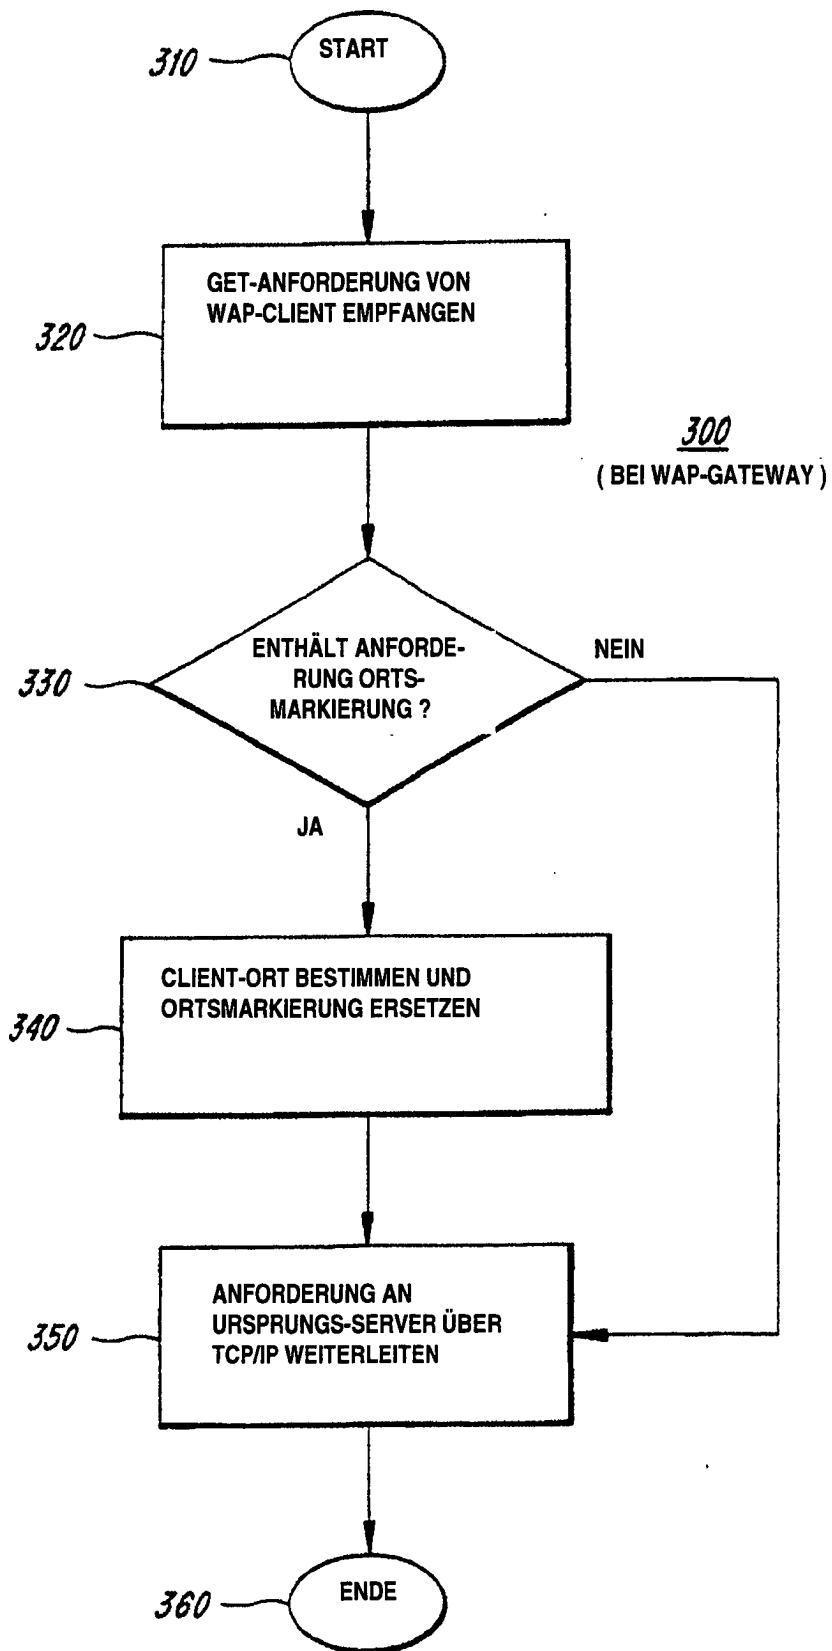 310
START
GET-ANFORDERUNG VON
WAP-CLIENT EMPFANGEN
320
300
( BEI WAP-GATEWAY )
ENTHÄLT ANFORDE-
RUNG ORTS-
MARKIERUNG ?
330
NEIN
JA
CLIENT-ORT BESTIMMEN UND
ORTSMARKIERUNG ERSETZEN
340
ANFORDERUNG AN
URSPRUNGS-SERVER ÜBER
TCP/IP WEITERLEITEN
350
ENDE
360